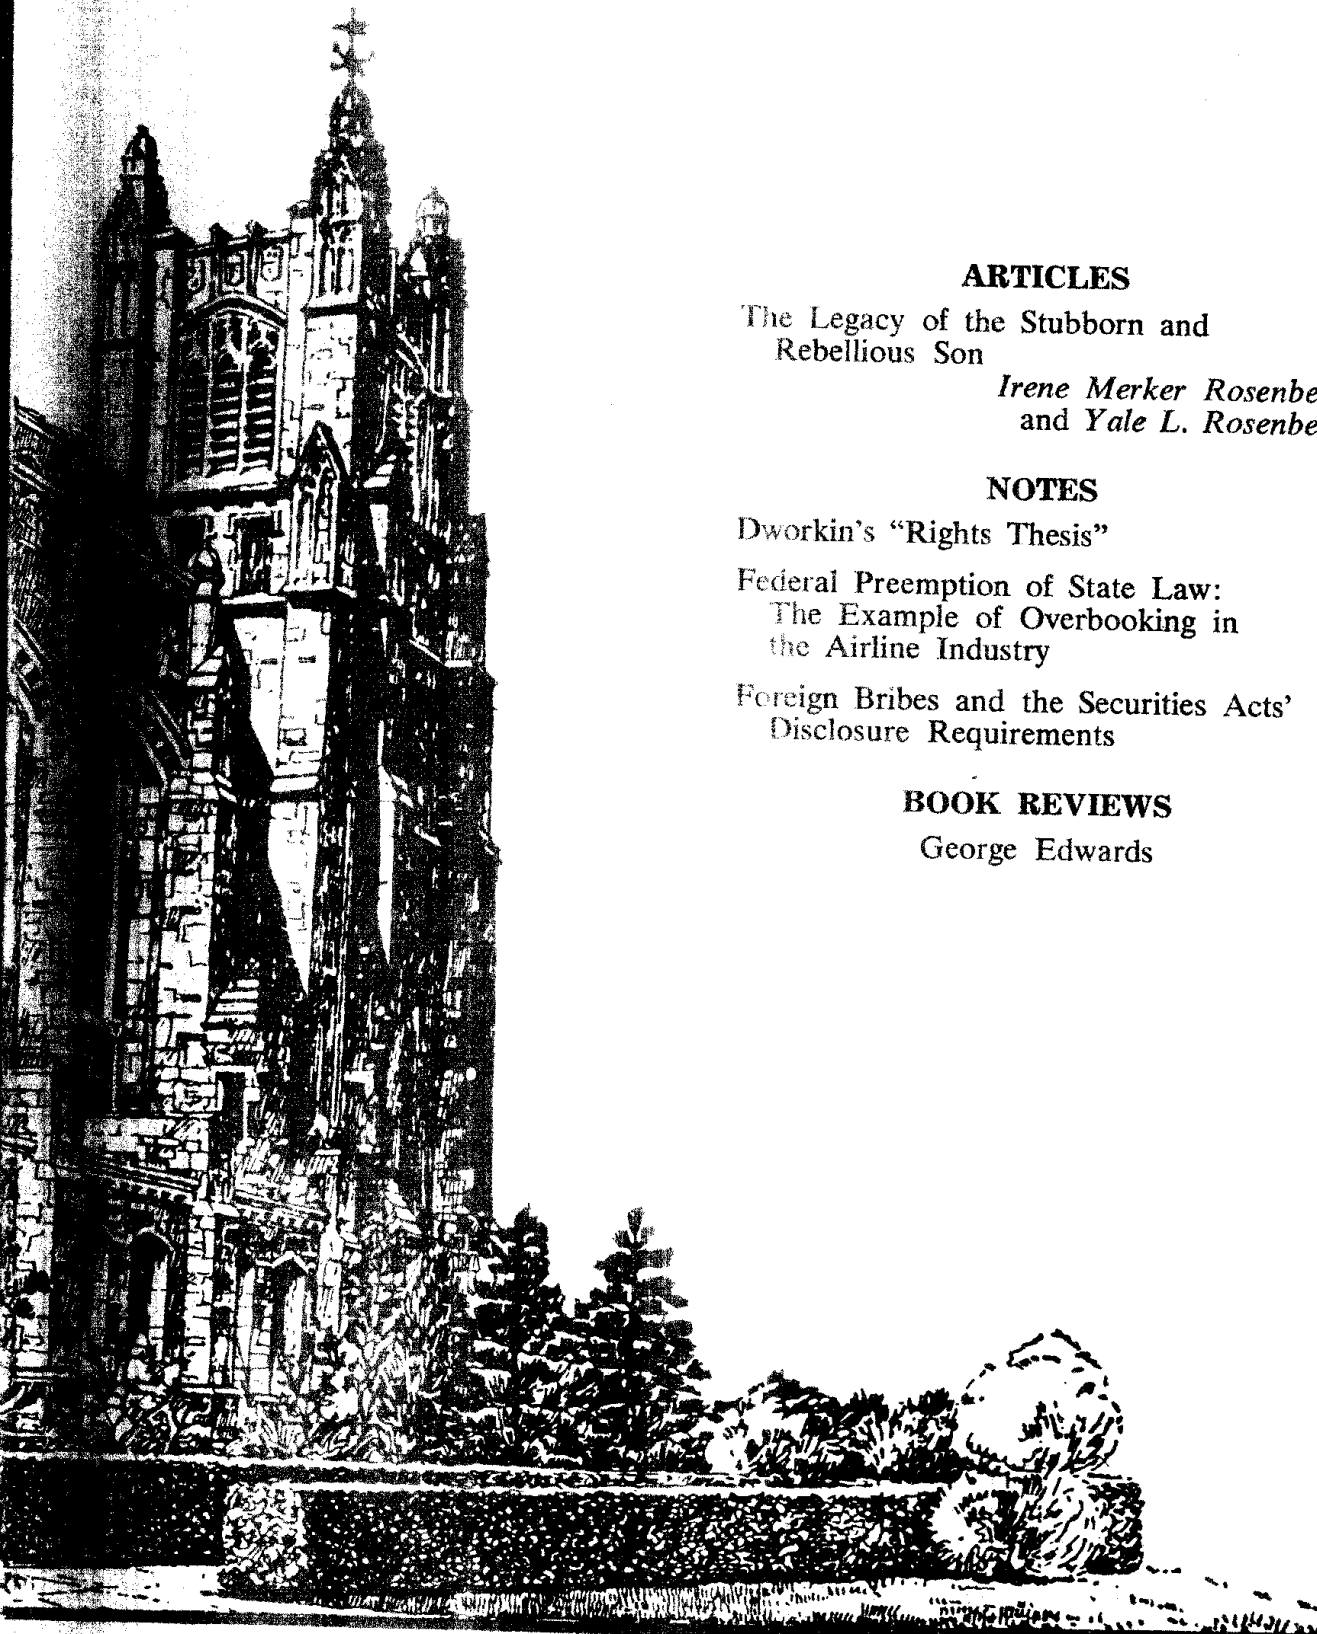 ARTICLES
The Legacy of the Stubborn and
Rebellious Son
Irene Merker Rosenbe
and Yale L. Rosenbe
NOTES
Dworkin's “Rights Thesis”
Federal Preemption of State Law:
The Example of Overbooking in
the Airline Industry
Foreign Bribes and the Securities Acts'
Disclosure Requirements
BOOK REVIEWS
George Edwards